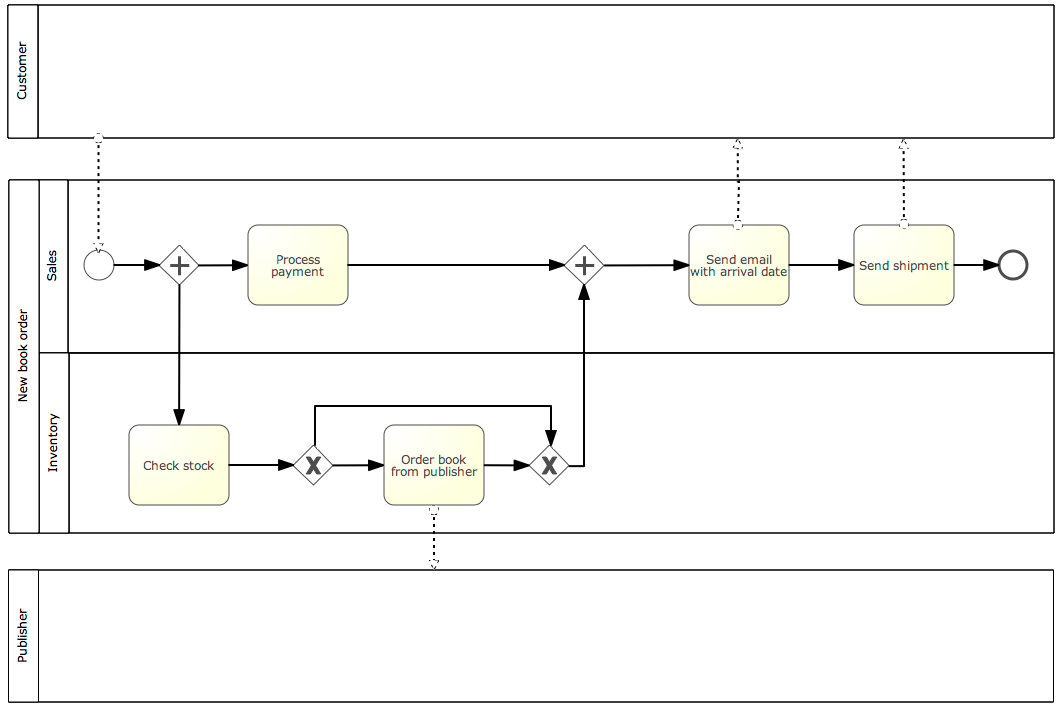 Customer
New book order
Sales
Process
payment
Send email
with arrival date
Send shipment
Inventory
Check stock
Order book
from publisher
Publisher